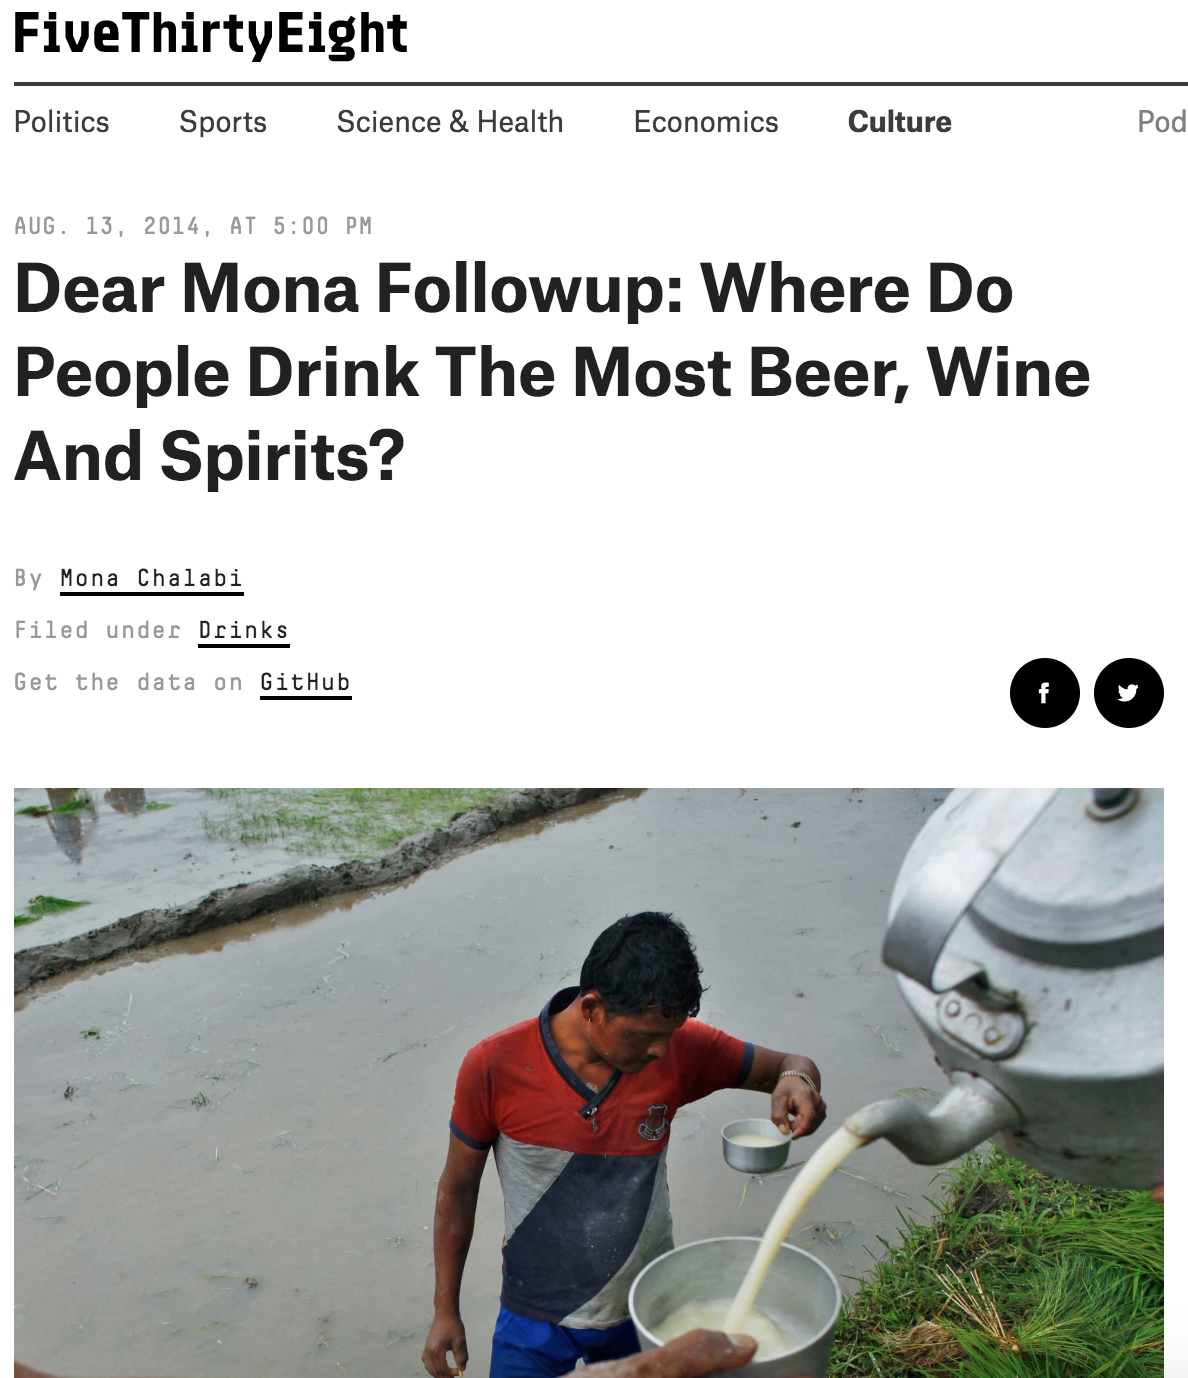 FiveThirtyEight
Politics Sports Science & Health Economics Culture Pod
AUG. 13, 2014, AT 5:00 PM
Dear Mona Followup: Where Do
People Drink The Most Beer, Wine
And Spirits?
By Mona Chalabi
Filed under Drinks
Get the data on GitHub